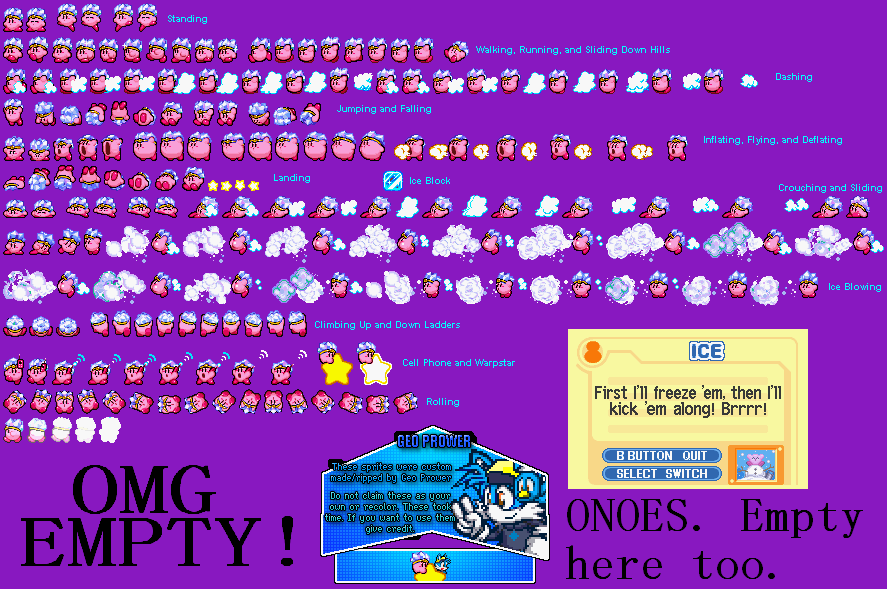 Standing
Walking, Running, and Sliding Down Hills
Dashing
Jumping and Falling
Inflating, Flying, and Deflating
Landing
Ice Block
Crouching and Sliding
Ice Blowing
Climbing Up and Down Ladders
Cell Phone and Warpstar
Rolling
ICE
First I'll freeze 'em, then I'll
kick 'em along! Brrrr!
B BUTTON QUIT
SELECT SWITCH
GEO PROWER
These sprites were custom
made/ripped by Geo Prower
Do not claim these as your
own or recolor. These took
time. If you want to use them
give credit.
OMG
EMPTY!
ONOES. Empty
here too.